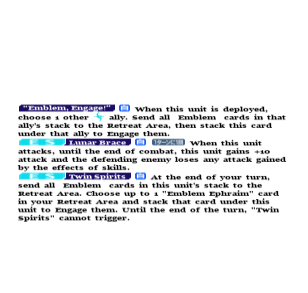 "Emblem, Engage!" 自 When this unit is deployed,
choose 1 other ally. Send all Emblem cards in that
ally's stack to the Retreat Area, then stack this card
under that ally to Engage them.
E S Lunar Brace 自 When this unit
attacks, until the end of combat, this unit gains +10
attack and the defending enemy loses any attack gained
by the effects of skills.
E S Twin Spirits 自 At the end of your turn,
send all Emblem cards in this unit's stack to the
Retreat Area. Choose up to 1 "Emblem Ephraim" card
in your Retreat Area and stack that card under this
unit to Engage them. Until the end of the turn, "Twin
Spirits" cannot trigger.